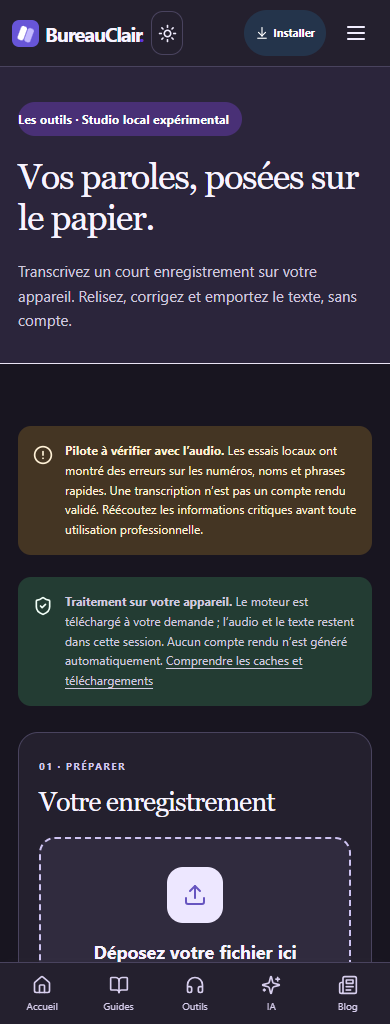 BureauClair.
Installer
Les outils · Studio local expérimental
Vos paroles, posées sur
le papier.
Transcrivez un court enregistrement sur votre
appareil. Relisez, corrigez et emportez le texte, sans
compte.
Pilote à vérifier avec l’audio. Les essais locaux ont
montré des erreurs sur les numéros, noms et phrases
rapides. Une transcription n’est pas un compte rendu
validé. Réécoutez les informations critiques avant toute
utilisation professionnelle.
Traitement sur votre appareil. Le moteur est
téléchargé à votre demande ; l’audio et le texte restent
dans cette session. Aucun compte rendu n’est généré
automatiquement. Comprendre les caches et
téléchargements
01 · PRÉPARER
Votre enregistrement
Déposez votre fichier ici
Accueil
Guides
Outils
IA
Blog